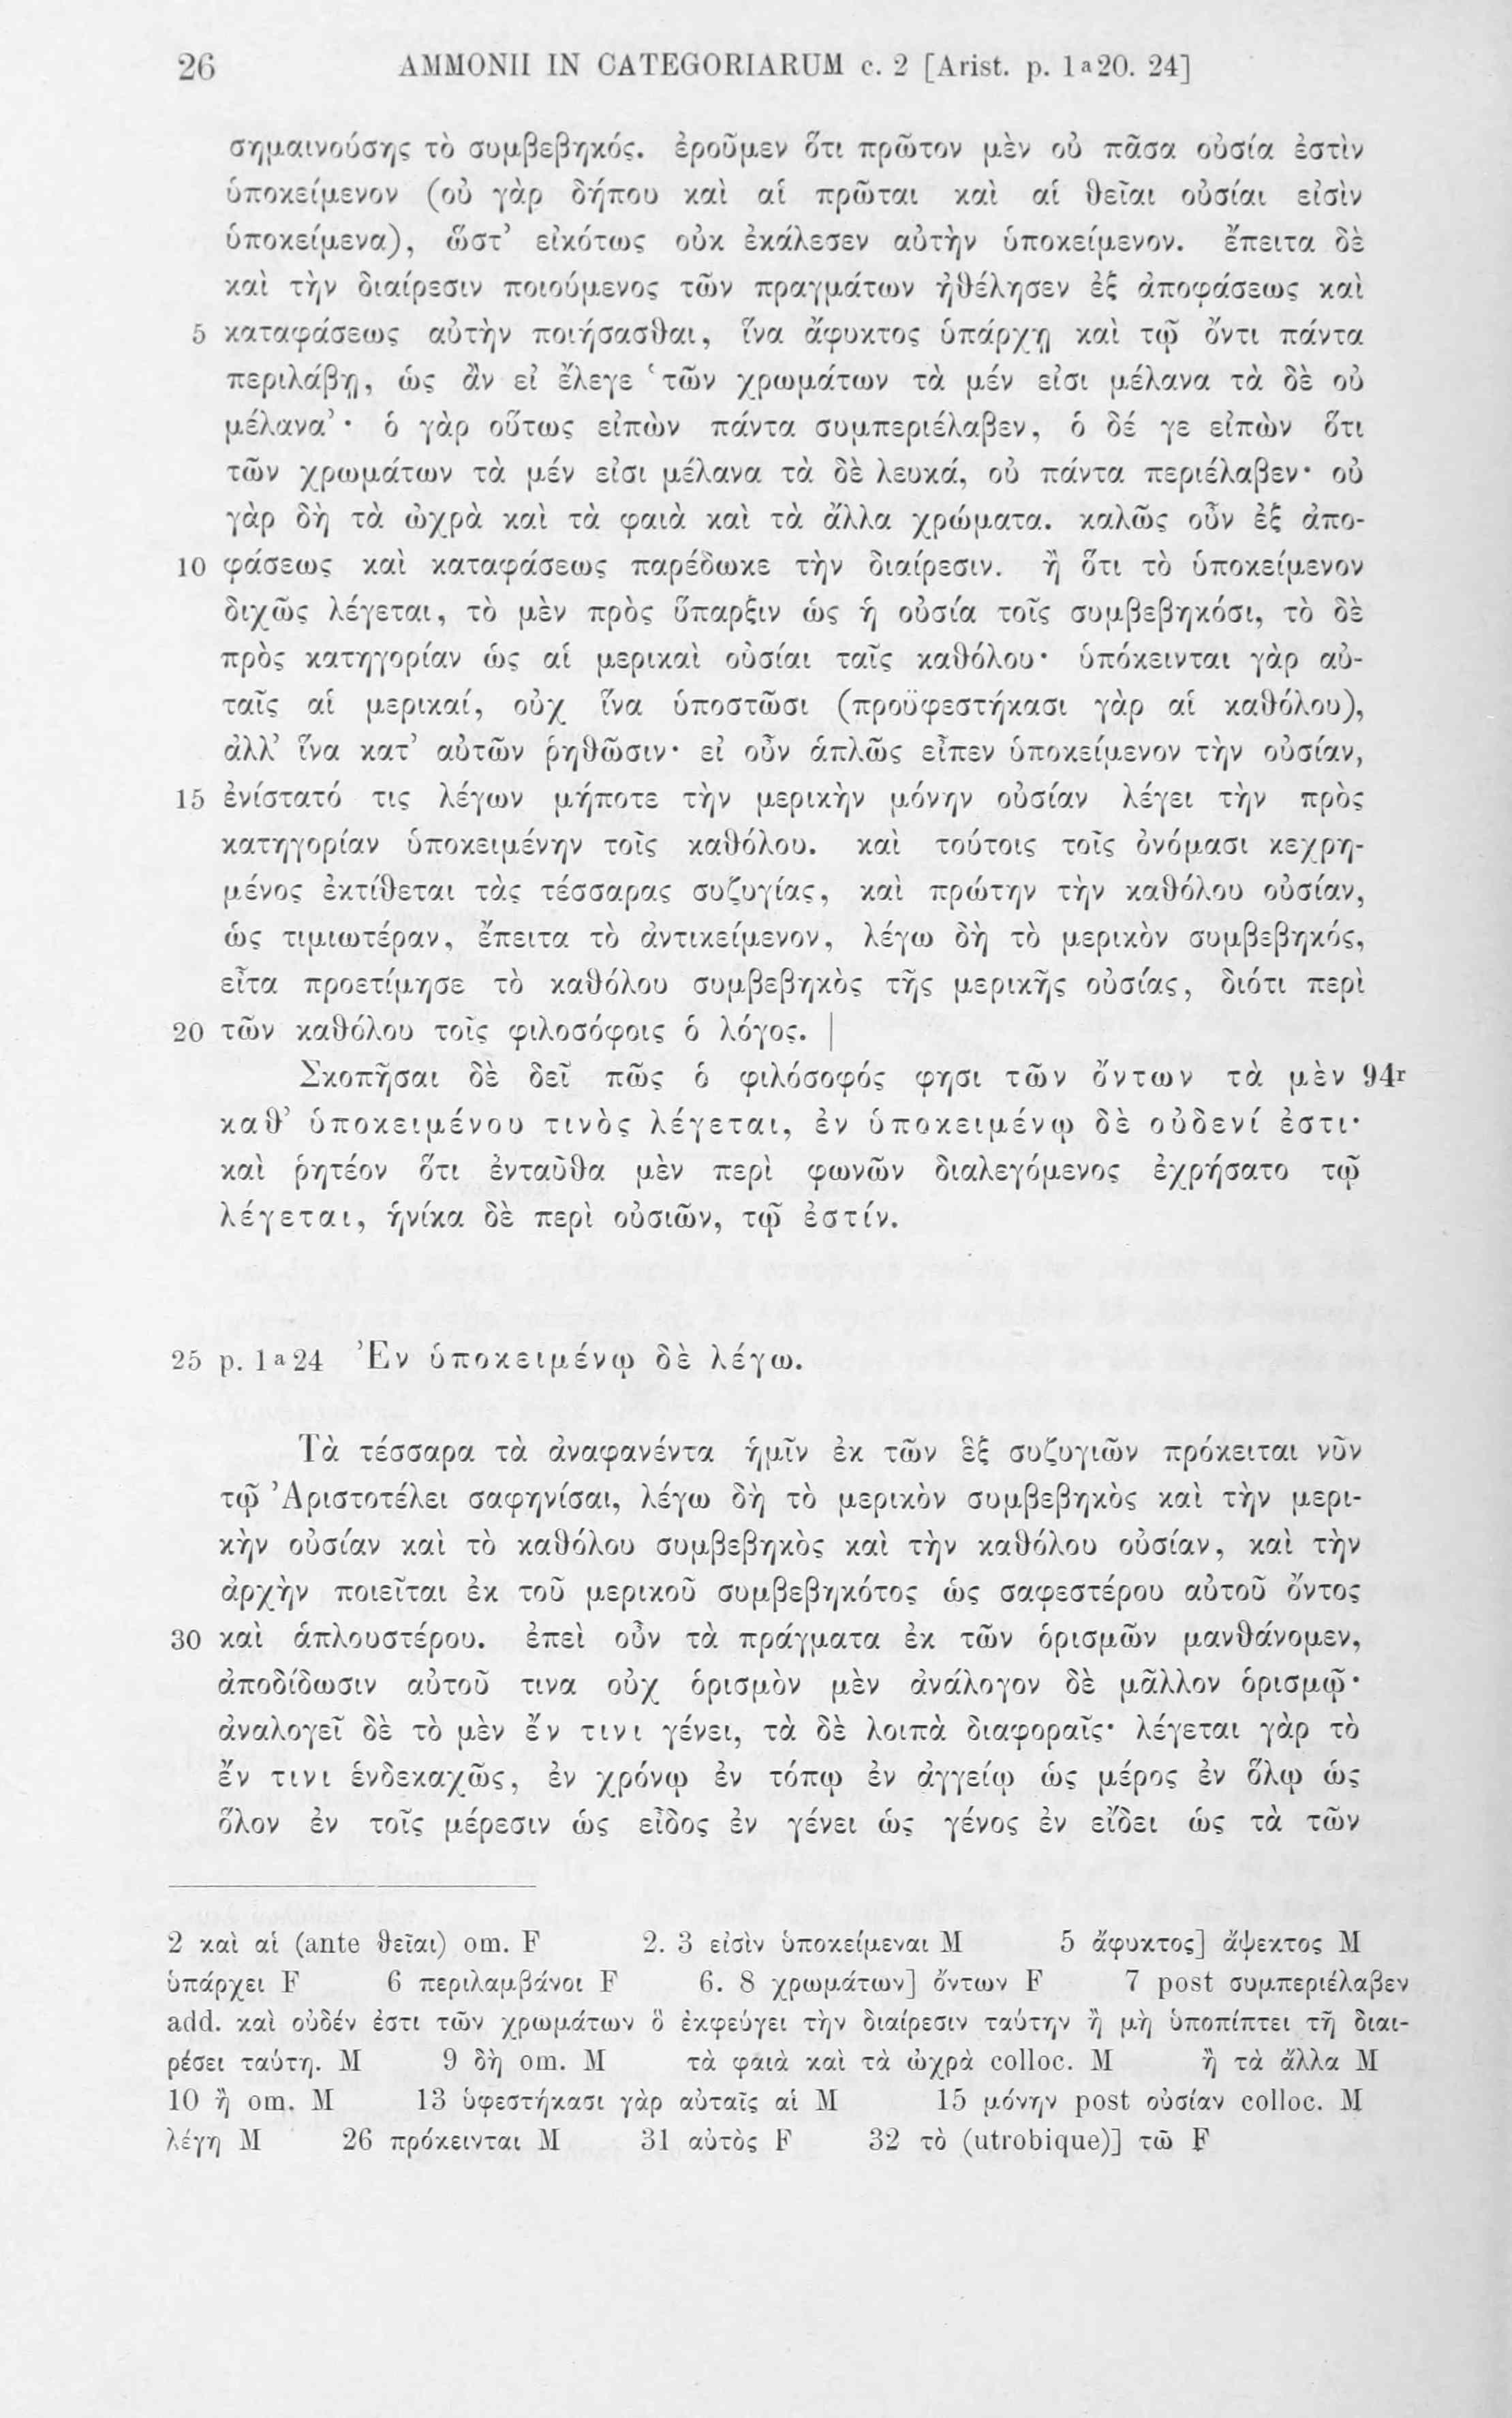 26 AMMONII IN CATEGORIARUM c. 2 [Arist. p. 1a20. 24]
σημαινούσης τὸ συμβεβηκός. ἐροῦμεν ὅτι πρῶτον μὲν οὐ πᾶσα οὐσία ἐστὶν
ὑποκείμενον (οὐ γὰρ δήπου καὶ αἱ πρῶται καὶ αἱ θεῖαι οὐσίαι εἰσὶν
ὑποκείμενα), ὥστ’ εἰκότως οὐκ ἐκάλεσεν αὐτὴν ὑποκείμενον. ἔπειτα δὲ
καὶ τὴν διαίρεσιν ποιούμενος τῶν πραγμάτων ἠθέλησεν ἐξ ἀποφάσεως καὶ
5 καταφάσεως αὐτὴν ποιήσασθαι, ἵνα ἄφυκτος ὑπάρχῃ καὶ τῷ ὄντι πάντα
περιλάβῃ, ὡς ἂν εἰ ἔλεγε ‘τῶν χρωμάτων τὰ μέν εἰσι μέλανα τὰ δὲ οὐ
μέλανα’· ὁ γὰρ οὕτως εἰπὼν πάντα συμπεριέλαβεν, ὁ δέ γε εἰπὼν ὅτι
τῶν χρωμάτων τὰ μέν εἰσι μέλανα τὰ δὲ λευκά, οὐ πάντα περιέλαβεν· οὐ
γὰρ δὴ τὰ ὠχρὰ καὶ τὰ φαιὰ καὶ τὰ ἄλλα χρώματα. καλῶς οὖν ἐξ ἀπο-
10 φάσεως καὶ καταφάσεως παρέδωκε τὴν διαίρεσιν. ἢ ὅτι τὸ ὑποκείμενον
διχῶς λέγεται, τὸ μὲν πρὸς ὕπαρξιν ὡς ἡ οὐσία τοῖς συμβεβηκόσι, τὸ δὲ
πρὸς κατηγορίαν ὡς αἱ μερικαὶ οὐσίαι ταῖς καθόλου· ὑπόκεινται γὰρ αὐ-
ταῖς αἱ μερικαί, οὐχ ἵνα ὑποστῶσι (προϋφεστήκασι γὰρ αἱ καθόλου),
ἀλλ’ ἵνα κατ’ αὐτῶν ῥηθῶσιν· εἰ οὖν ἁπλῶς εἶπεν ὑποκείμενον τὴν οὐσίαν,
15 ἐνίστατό τις λέγων μήποτε τὴν μερικὴν μόνην οὐσίαν λέγει τὴν πρὸς
κατηγορίαν ὑποκειμένην τοῖς καθόλου. καὶ τούτοις τοῖς ὀνόμασι κεχρη-
μένος ἐκτίθεται τὰς τέσσαρας συζυγίας, καὶ πρώτην τὴν καθόλου οὐσίαν,
ὡς τιμιωτέραν, ἔπειτα τὸ ἀντικείμενον, λέγω δὴ τὸ μερικὸν συμβεβηκός,
εἶτα προετίμησε τὸ καθόλου συμβεβηκὸς τῆς μερικῆς οὐσίας, διότι περὶ
20 τῶν καθόλου τοῖς φιλοσόφοις ὁ λόγος. |
Σκοπῆσαι δὲ δεῖ πῶς ὁ φιλόσοφός φησι τῶν ὄντων τὰ μὲν 94r
καθ’ ὑποκειμένου τινὸς λέγεται, ἐν ὑποκειμένῳ δὲ οὐδενί ἐστι·
καὶ ῥητέον ὅτι ἐνταῦθα μὲν περὶ φωνῶν διαλεγόμενος ἐχρήσατο τῷ
λέγεται, ἡνίκα δὲ περὶ οὐσιῶν, τῷ ἐστίν.
25 p. 1a24 Ἐν ὑποκειμένῳ δὲ λέγω.
Τὰ τέσσαρα τὰ ἀναφανέντα ἡμῖν ἐκ τῶν ἓξ συζυγιῶν πρόκειται νῦν
τῷ Ἀριστοτέλει σαφηνίσαι, λέγω δὴ τὸ μερικὸν συμβεβηκὸς καὶ τὴν μερι-
κὴν οὐσίαν καὶ τὸ καθόλου συμβεβηκὸς καὶ τὴν καθόλου οὐσίαν, καὶ τὴν
ἀρχὴν ποιεῖται ἐκ τοῦ μερικοῦ συμβεβηκότος ὡς σαφεστέρου αὐτοῦ ὄντος
30 καὶ ἁπλουστέρου. ἐπεὶ οὖν τὰ πράγματα ἐκ τῶν ὁρισμῶν μανθάνομεν,
ἀποδίδωσιν αὐτοῦ τινα οὐχ ὁρισμὸν μὲν ἀνάλογον δὲ μᾶλλον ὁρισμῷ·
ἀναλογεῖ δὲ τὸ μὲν ἔν τινι γένει, τὰ δὲ λοιπὰ διαφοραῖς· λέγεται γὰρ τὸ
ἔν τινι ἑνδεκαχῶς, ἐν χρόνῳ ἐν τόπῳ ἐν ἀγγείῳ ὡς μέρος ἐν ὅλῳ ὡς
ὅλον ἐν τοῖς μέρεσιν ὡς εἶδος ἐν γένει ὡς γένος ἐν εἴδει ὡς τὰ τῶν
2 καὶ αἱ (ante θεῖαι) om. F 2. 3 εἰσὶν ὑποκείμεναι M 5 ἄφυκτος] ἄψεκτος M
ὑπάρχει F 6 περιλαμβάνοι F 6. 8 χρωμάτων] ὄντων F 7 post συμπεριέλαβεν
add. καὶ οὐδέν ἐστι τῶν χρωμάτων ὃ ἐκφεύγει τὴν διαίρεσιν ταύτην ἢ μὴ ὑποπίπτει τῇ διαι-
ρέσει ταύτῃ. M 9 δὴ om. M τὰ φαιὰ καὶ τὰ ὠχρὰ colloc. M ἢ τὰ ἄλλα M
10 ἢ om. M 13 ὑφεστήκασι γὰρ αὐταῖς αἱ M 15 μόνην post οὐσίαν colloc. M
λέγη M 26 πρόκεινται M 31 αὐτὸς F 32 τὸ (utrobique)] τῶ F